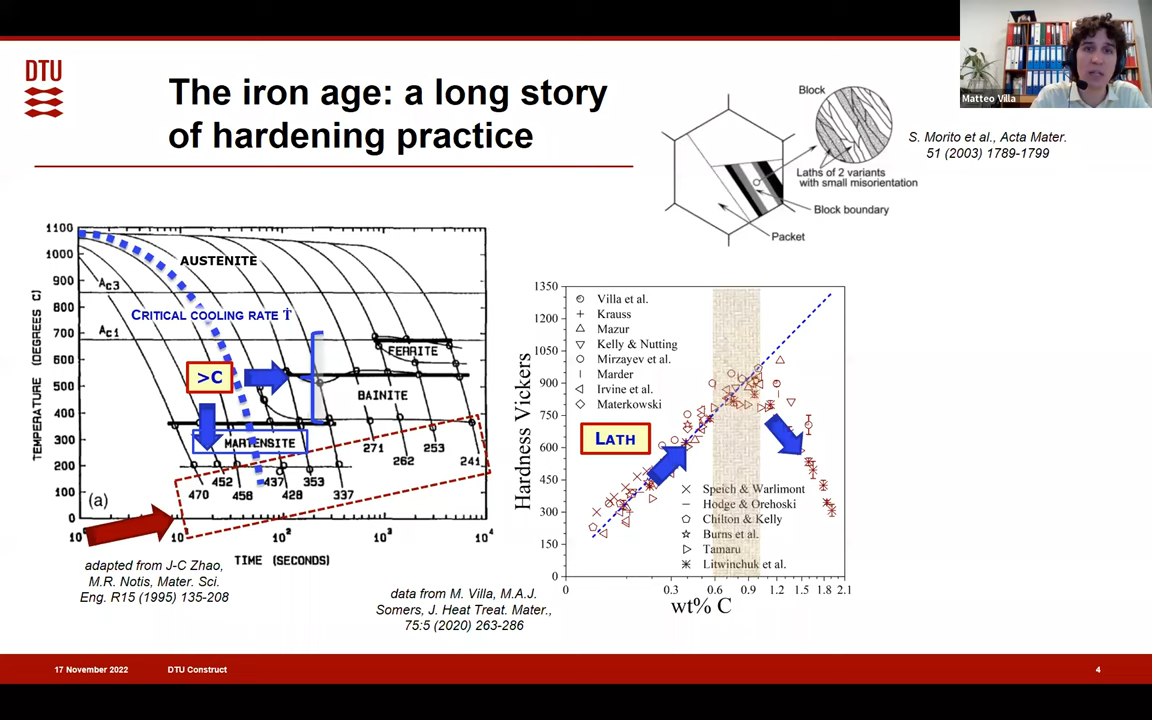 DTU
The iron age: a long story
of hardening practice
Matteo Villa
Block
Laths of 2 variants
with small misorientation
Block boundary
Packet
S. Morito et al., Acta Mater.
51 (2003) 1789-1799
TEMPERATURE (DEGREES C)
1100
1000
900
800
700
600
500
400
300
200
100
0
AC3
AC1
AUSTENITE
CRITICAL COOLING RATE Ṫ
>C
FERRITE
BAINITE
MARTENSITE
470
452
458
437
428
353
337
271
262
253
241
(a)
10
10²
10³
10⁴
TIME (SECONDS)
adapted from J-C Zhao,
M.R. Notis, Mater. Sci.
Eng. R15 (1995) 135-208
Hardness Vickers
1350
1200
1050
900
750
600
450
300
150
0
Villa et al.
Krauss
Mazur
Kelly & Nutting
Mirzayev et al.
Marder
Irvine et al.
Materkowski
LATH
Speich & Warlimont
Hodge & Orehoski
Chilton & Kelly
Burns et al.
Tamaru
Litwinchuk et al.
0 0.3 0.6 0.9 1.2 1.5 1.8 2.1
wt% C
data from M. Villa, M.A.J.
Somers, J. Heat Treat. Mater.,
75:5 (2020) 263-286
17 November 2022
DTU Construct
4